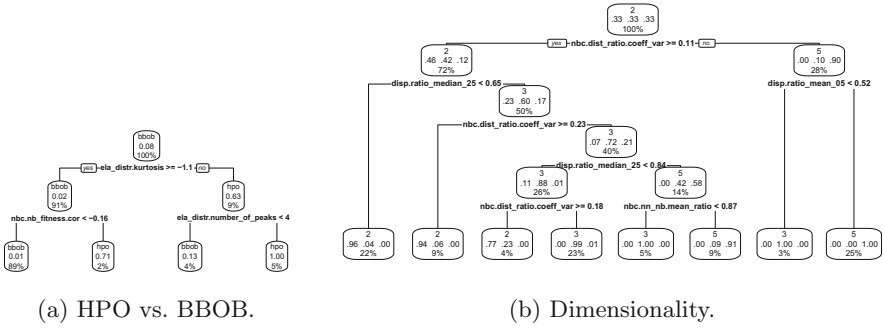 bbob
0.08
100%
yes ela_distr.kurtosis >= −1.1 no
bbob
0.02
91%
hpo
0.63
9%
nbc.nb_fitness.cor < −0.16
ela_distr.number_of_peaks < 4
bbob
0.01
89%
hpo
0.71
2%
bbob
0.13
4%
hpo
1.00
5%
(a) HPO vs. BBOB.
2
.33 .33 .33
100%
yes nbc.dist_ratio.coeff_var >= 0.11 no
2
.46 .42 .12
72%
5
.00 .10 .90
28%
disp.ratio_median_25 < 0.65
disp.ratio_mean_05 < 0.52
3
.23 .60 .17
50%
nbc.dist_ratio.coeff_var >= 0.23
3
.07 .72 .21
40%
disp.ratio_median_25 < 0.84
3
.11 .88 .01
26%
5
.00 .42 .58
14%
nbc.dist_ratio.coeff_var >= 0.18
nbc.nn_nb.mean_ratio < 0.87
2
.96 .04 .00
22%
2
.94 .06 .00
9%
2
.77 .23 .00
4%
3
.00 .99 .01
23%
3
.00 1.00 .00
5%
5
.00 .09 .91
9%
3
.00 1.00 .00
3%
5
.00 .00 1.00
25%
(b) Dimensionality.